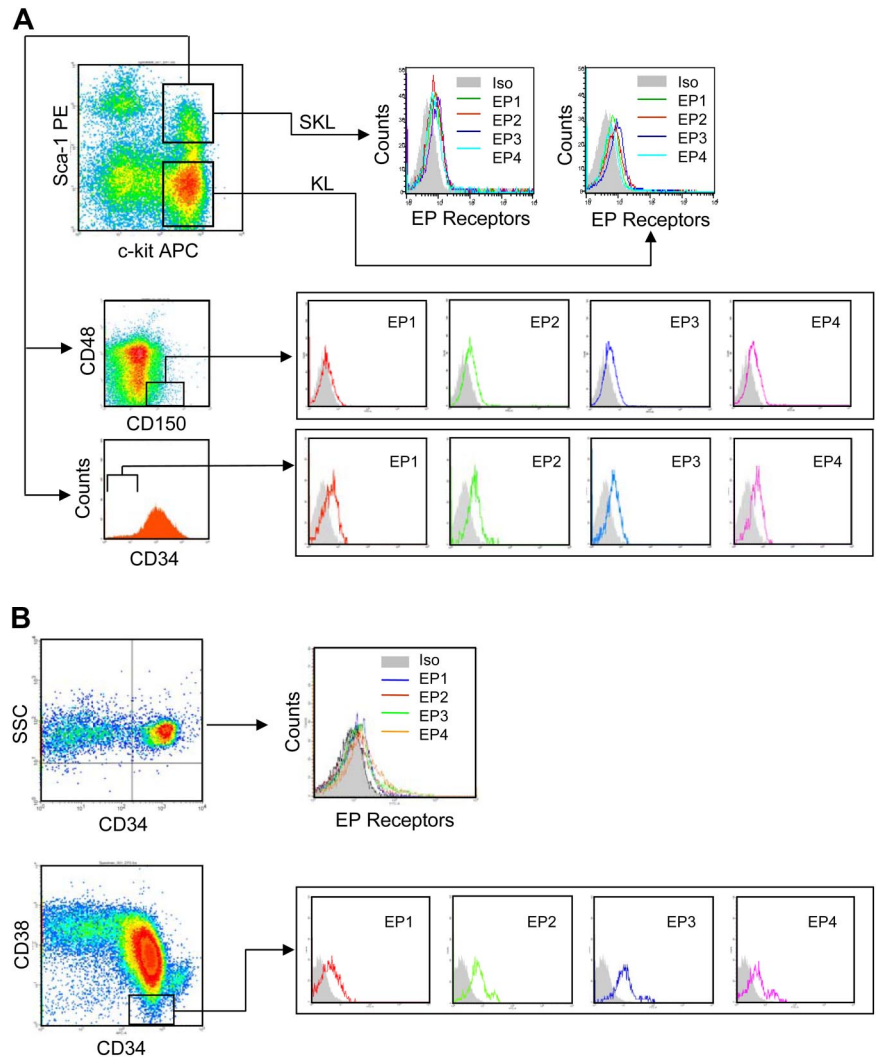 A
Sca-1 PE
c-kit APC
SKL
KL
Counts
Iso
EP1
EP2
EP3
EP4
EP Receptors
Counts
Iso
EP1
EP2
EP3
EP4
EP Receptors
CD48
CD150
EP1
EP2
EP3
EP4
Counts
CD34
EP1
EP2
EP3
EP4
B
SSC
CD34
Counts
Iso
EP1
EP2
EP3
EP4
EP Receptors
CD38
CD34
EP1
EP2
EP3
EP4